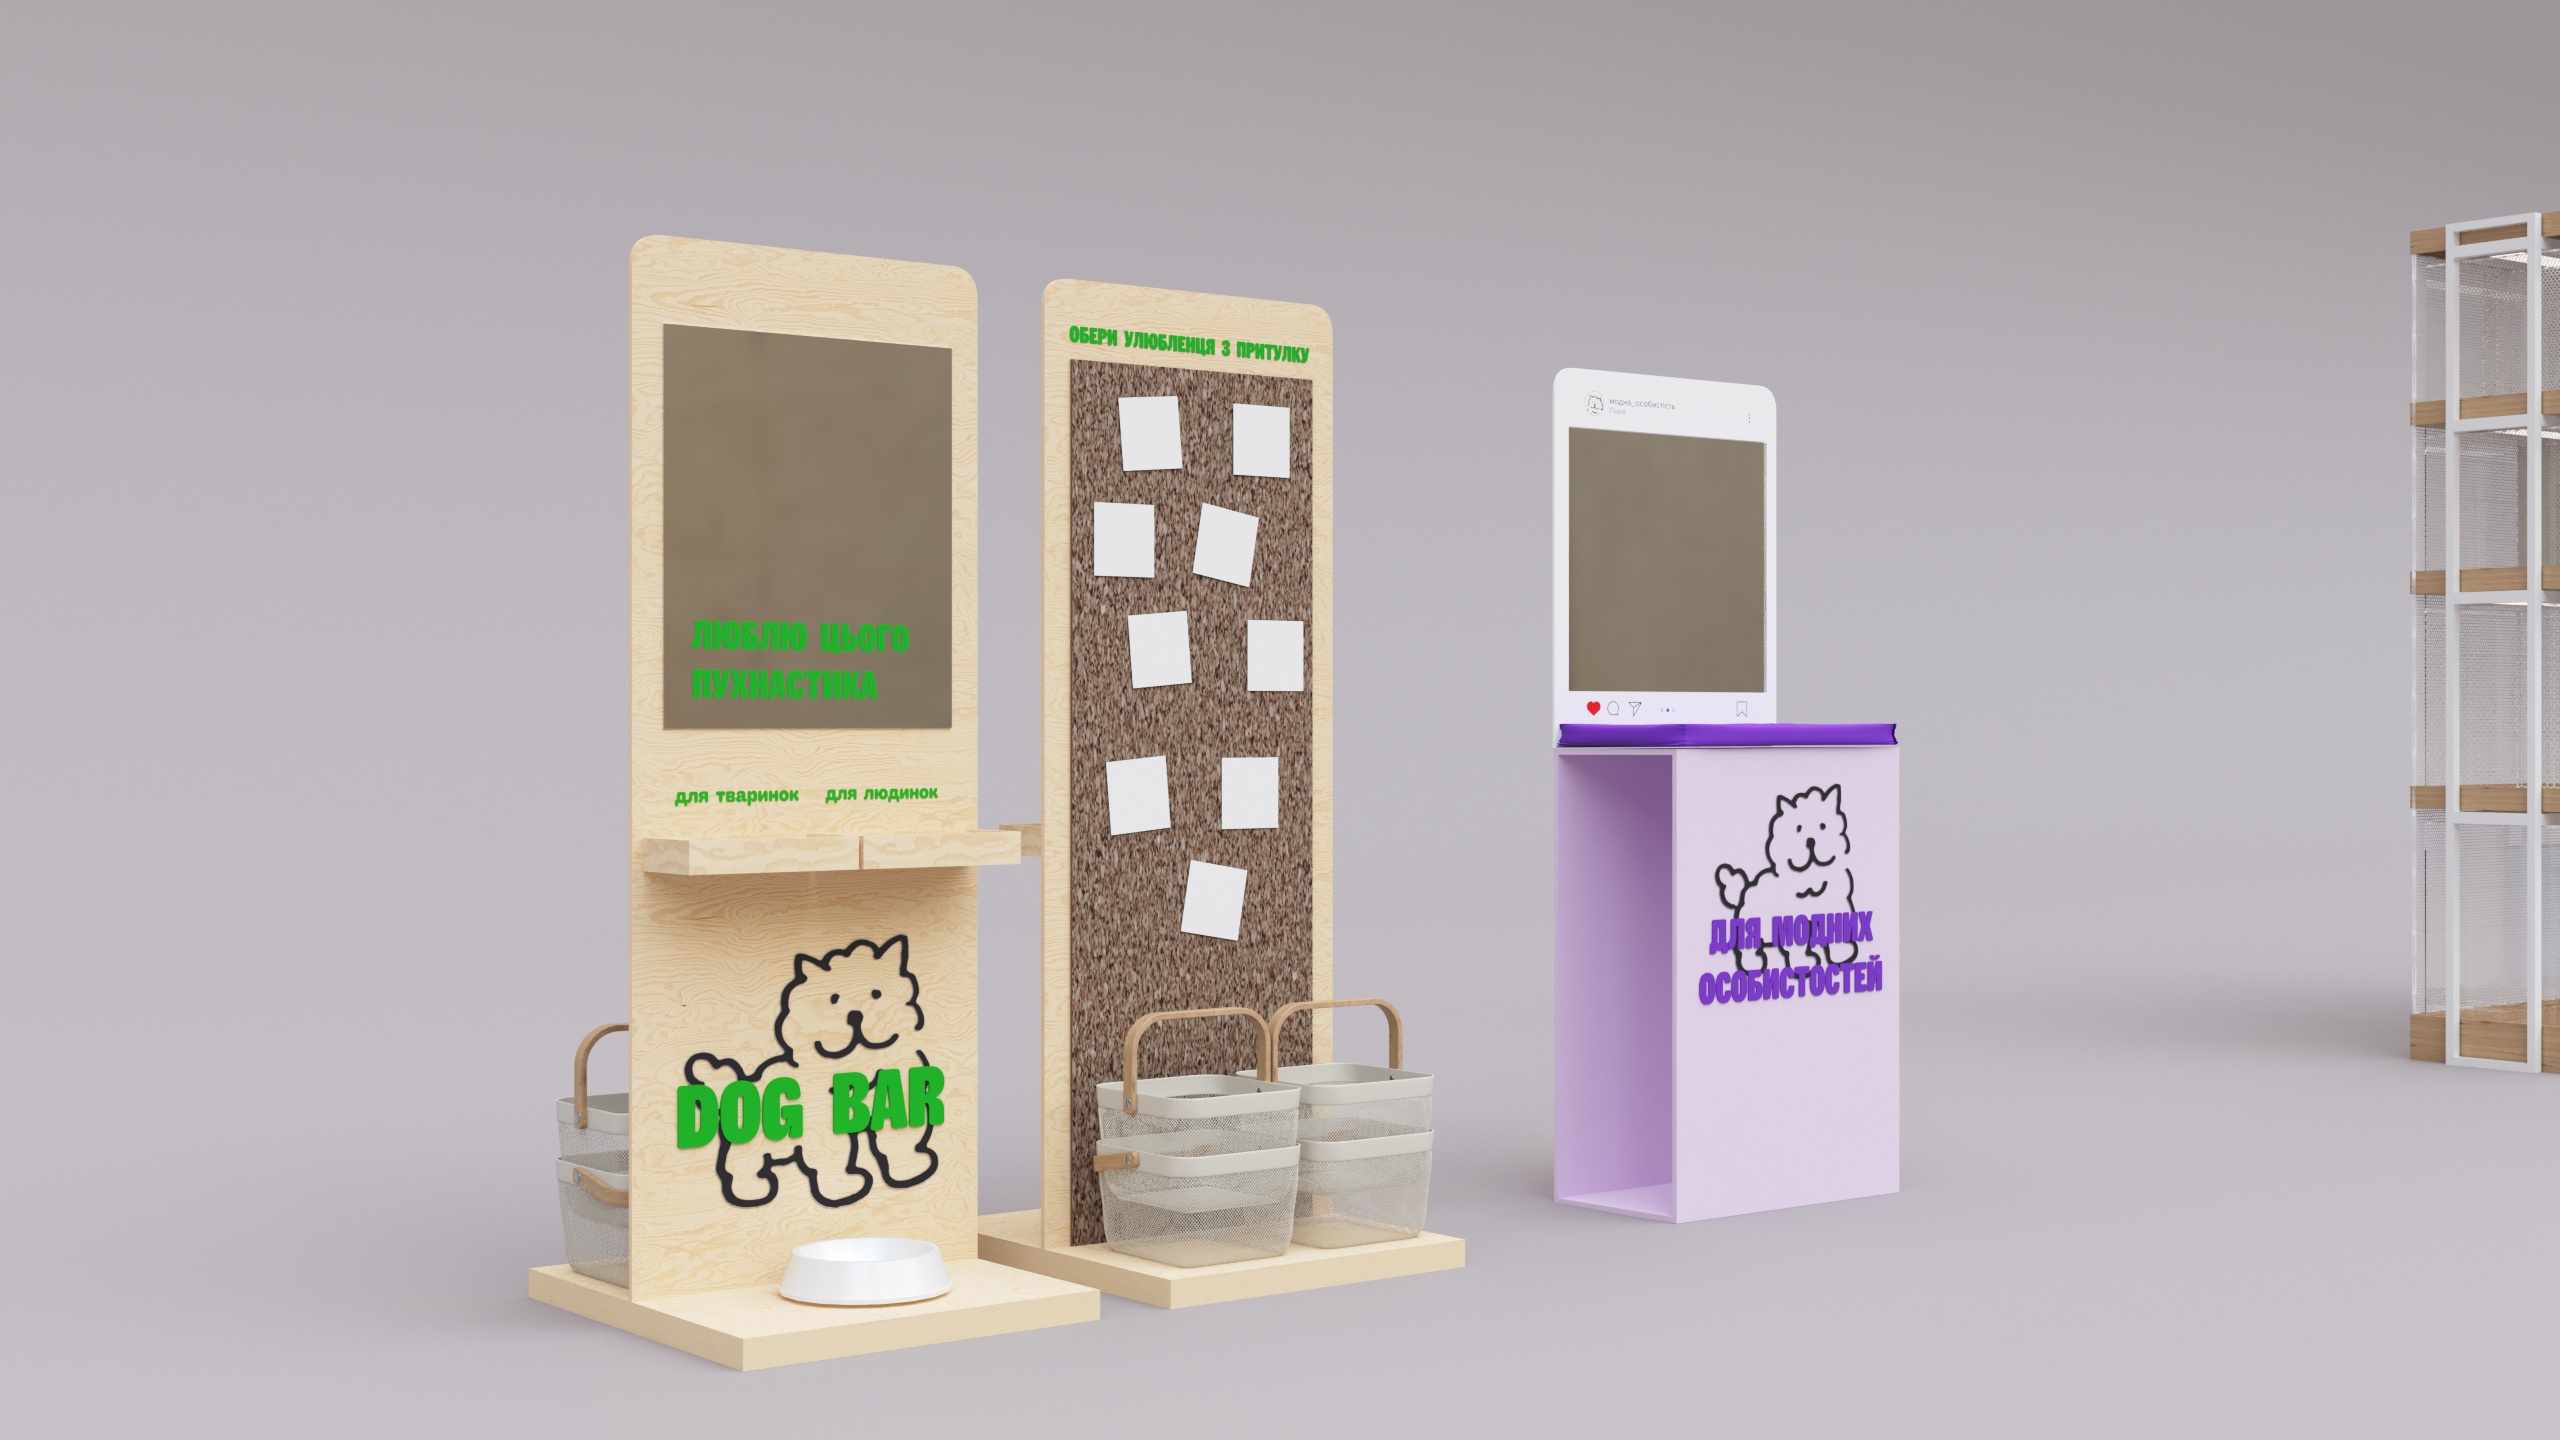 ЛЮБЛЮ ЦЬОГО
ПУХНАСТИКА
для тваринок
для людинок
DOG BAR
ОБЕРИ УЛЮБЛЕНЦЯ З ПРИТУЛКУ
модна_особистість
ДЛЯ МОДНИХ
ОСОБИСТОСТЕЙ